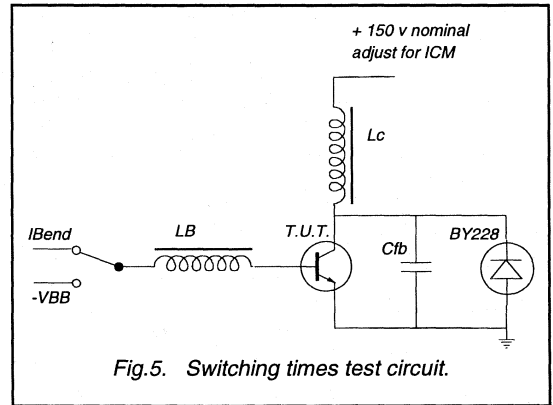 + 150 v nominal
adjust for ICM
Lc
IBend
LB
T.U.T.
Cfb
BY228
-VBB
Fig.5. Switching times test circuit.